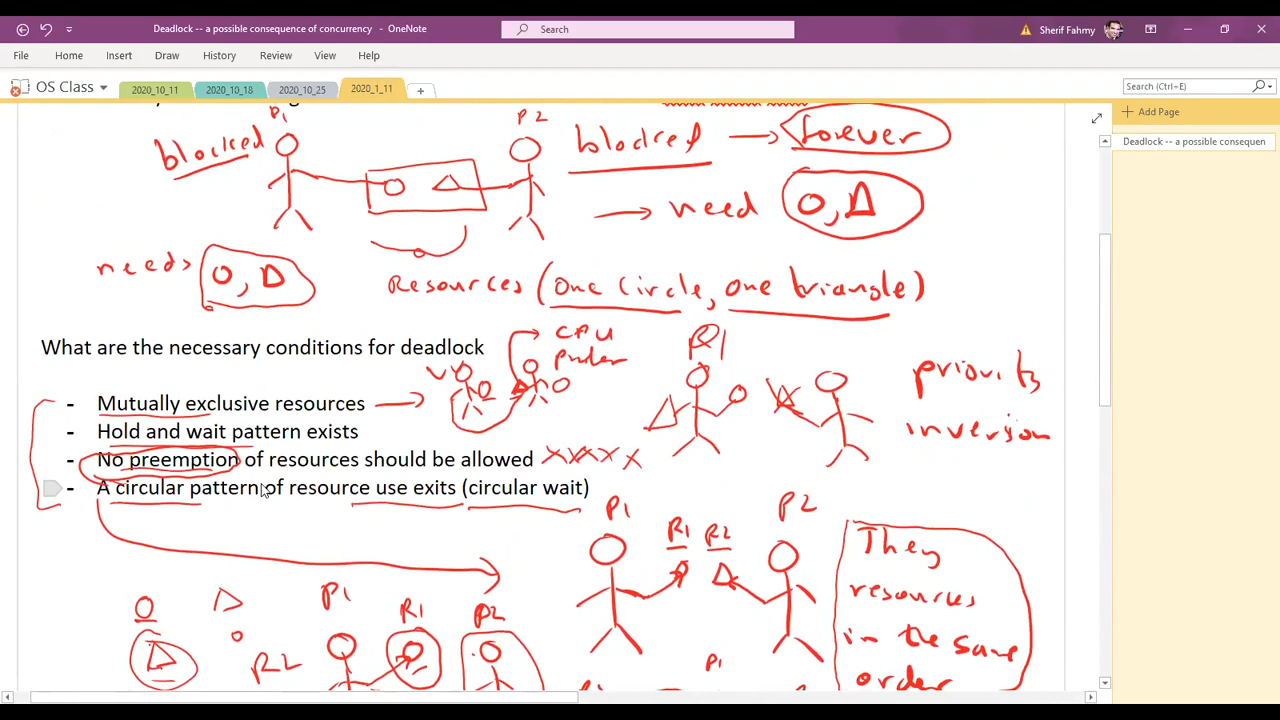 Deadlock -- a possible consequence of concurrency - OneNote
Search
Sherif Fahmy
File Home Insert Draw History Review View Help
OS Class
2020_10_11 2020_10_18 2020_10_25 2020_1_11 +
Search (Ctrl+E)
Add Page
Deadlock -- a possible consequen
P1 P2
blocked blocked → forever
→ need O, Δ
needs O, Δ
Resources (one circle, one triangle)
CPU
What are the necessary conditions for deadlock
- Mutually exclusive resources
- Hold and wait pattern exists
- No preemption of resources should be allowed
- A circular pattern of resource use exits (circular wait)
priority
inversion
P1 R1 R2 P2
They
resources
in the same
order
P1 R1 P2
R2
P1